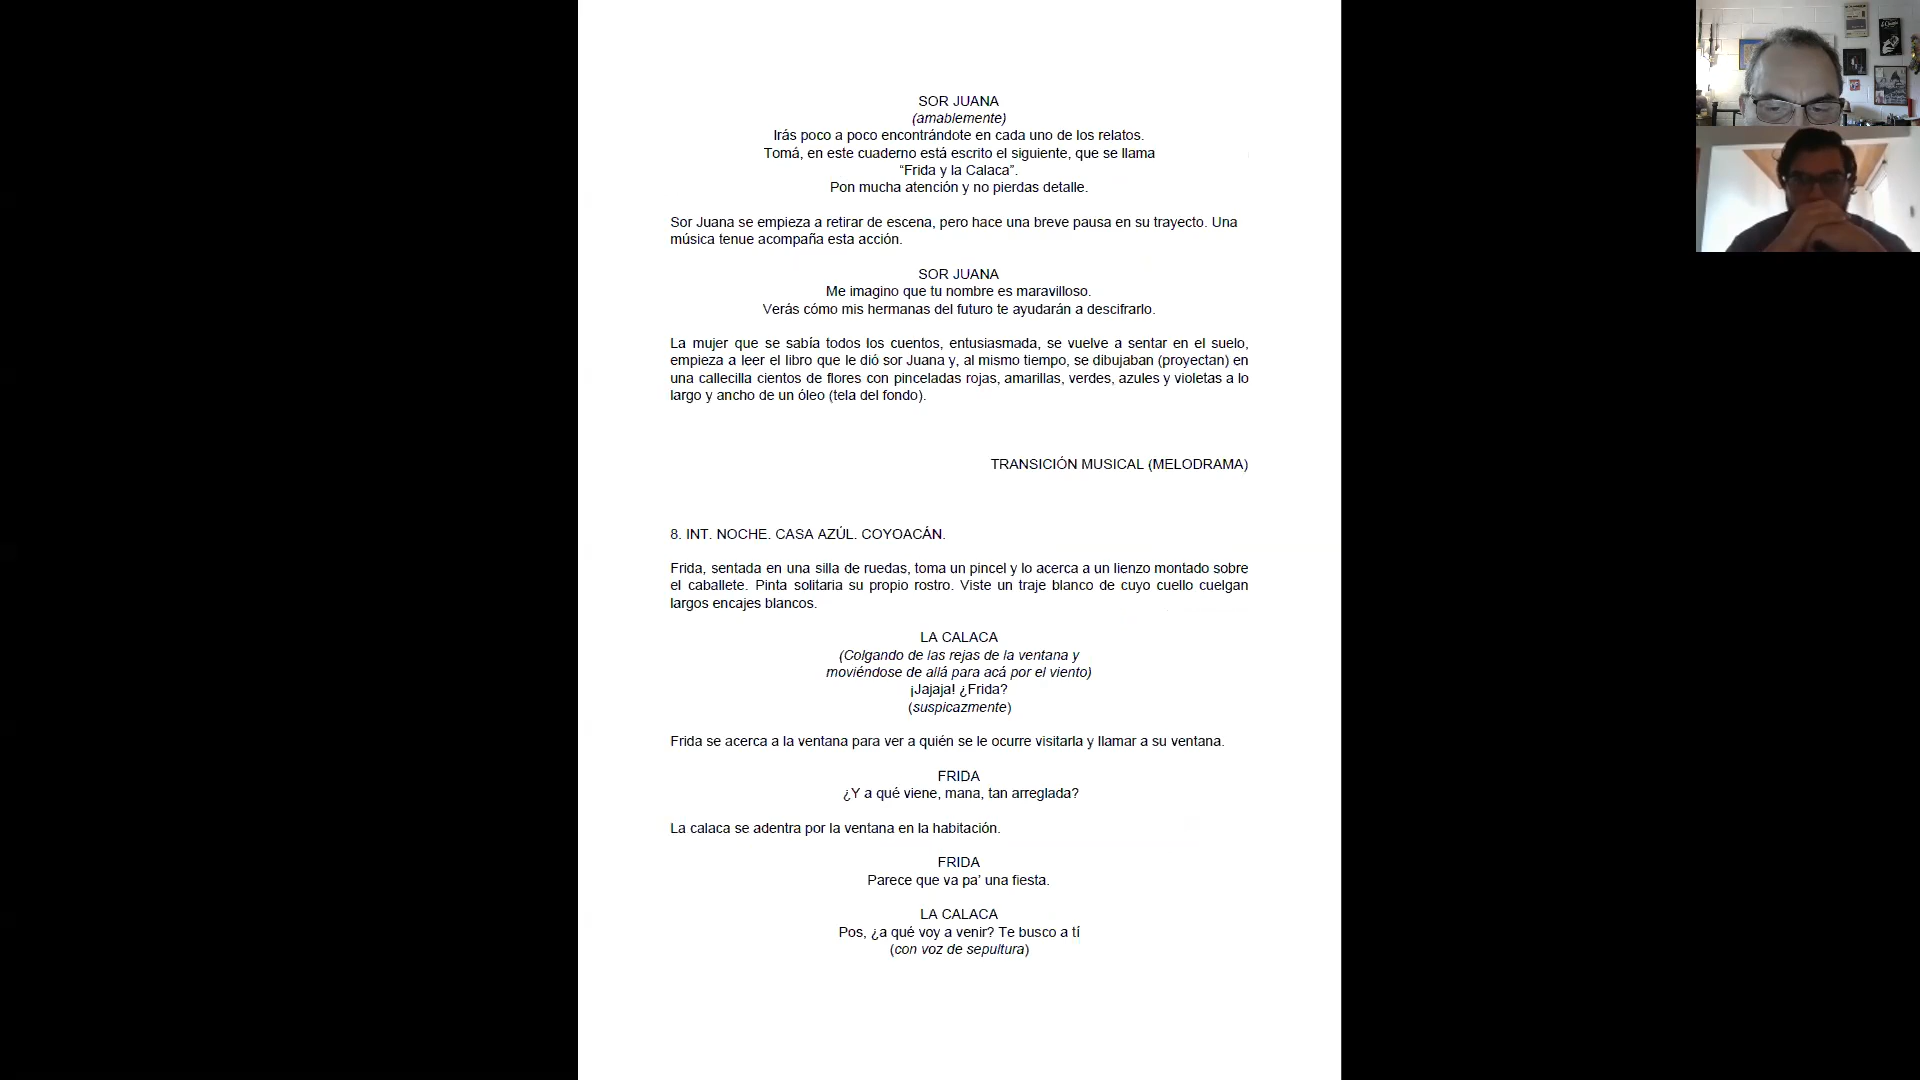 SOR JUANA
(amablemente)
Irás poco a poco encontrándote en cada uno de los relatos.
Tomá, en este cuaderno está escrito el siguiente, que se llama
“Frida y la Calaca”.
Pon mucha atención y no pierdas detalle.
Sor Juana se empieza a retirar de escena, pero hace una breve pausa en su trayecto. Una
música tenue acompaña esta acción.
SOR JUANA
Me imagino que tu nombre es maravilloso.
Verás cómo mis hermanas del futuro te ayudarán a descifrarlo.
La mujer que se sabía todos los cuentos, entusiasmada, se vuelve a sentar en el suelo,
empieza a leer el libro que le dió sor Juana y, al mismo tiempo, se dibujaban (proyectan) en
una callecilla cientos de flores con pinceladas rojas, amarillas, verdes, azules y violetas a lo
largo y ancho de un óleo (tela del fondo).
TRANSICIÓN MUSICAL (MELODRAMA)
8. INT. NOCHE. CASA AZÚL. COYOACÁN.
Frida, sentada en una silla de ruedas, toma un pincel y lo acerca a un lienzo montado sobre
el caballete. Pinta solitaria su propio rostro. Viste un traje blanco de cuyo cuello cuelgan
largos encajes blancos.
LA CALACA
(Colgando de las rejas de la ventana y
moviéndose de allá para acá por el viento)
¡Jajaja! ¿Frida?
(suspicazmente)
Frida se acerca a la ventana para ver a quién se le ocurre visitarla y llamar a su ventana.
FRIDA
¿Y a qué viene, mana, tan arreglada?
La calaca se adentra por la ventana en la habitación.
FRIDA
Parece que va pa’ una fiesta.
LA CALACA
Pos, ¿a qué voy a venir? Te busco a tí
(con voz de sepultura)